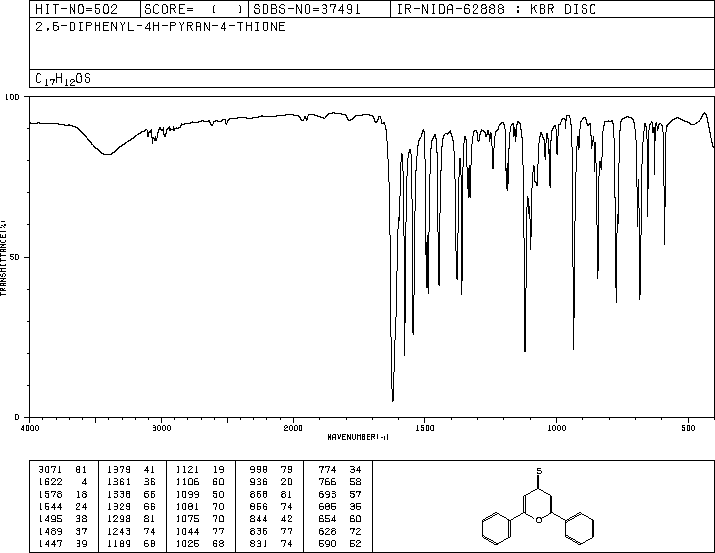 HIT-NO=502 SCORE= ( ) SDBS-NO=37491 IR-NIDA-62888 : KBR DISC
2,6-DIPHENYL-4H-PYRAN-4-THIONE
C17H12OS
100
50
0
TRANSMITTANCE(%)
4000 3000 2000 1500 1000 500
WAVENUMBER(-1)
3071 81 1379 41 1121 19 998 79 774 34
1622 4 1361 36 1106 60 936 20 766 58
1578 18 1338 66 1099 50 868 81 693 57
1544 24 1329 66 1081 70 866 74 685 35
1495 38 1298 81 1075 70 844 42 654 60
1489 37 1243 74 1044 77 836 77 628 72
1447 39 1189 68 1026 68 831 74 590 52
S
O